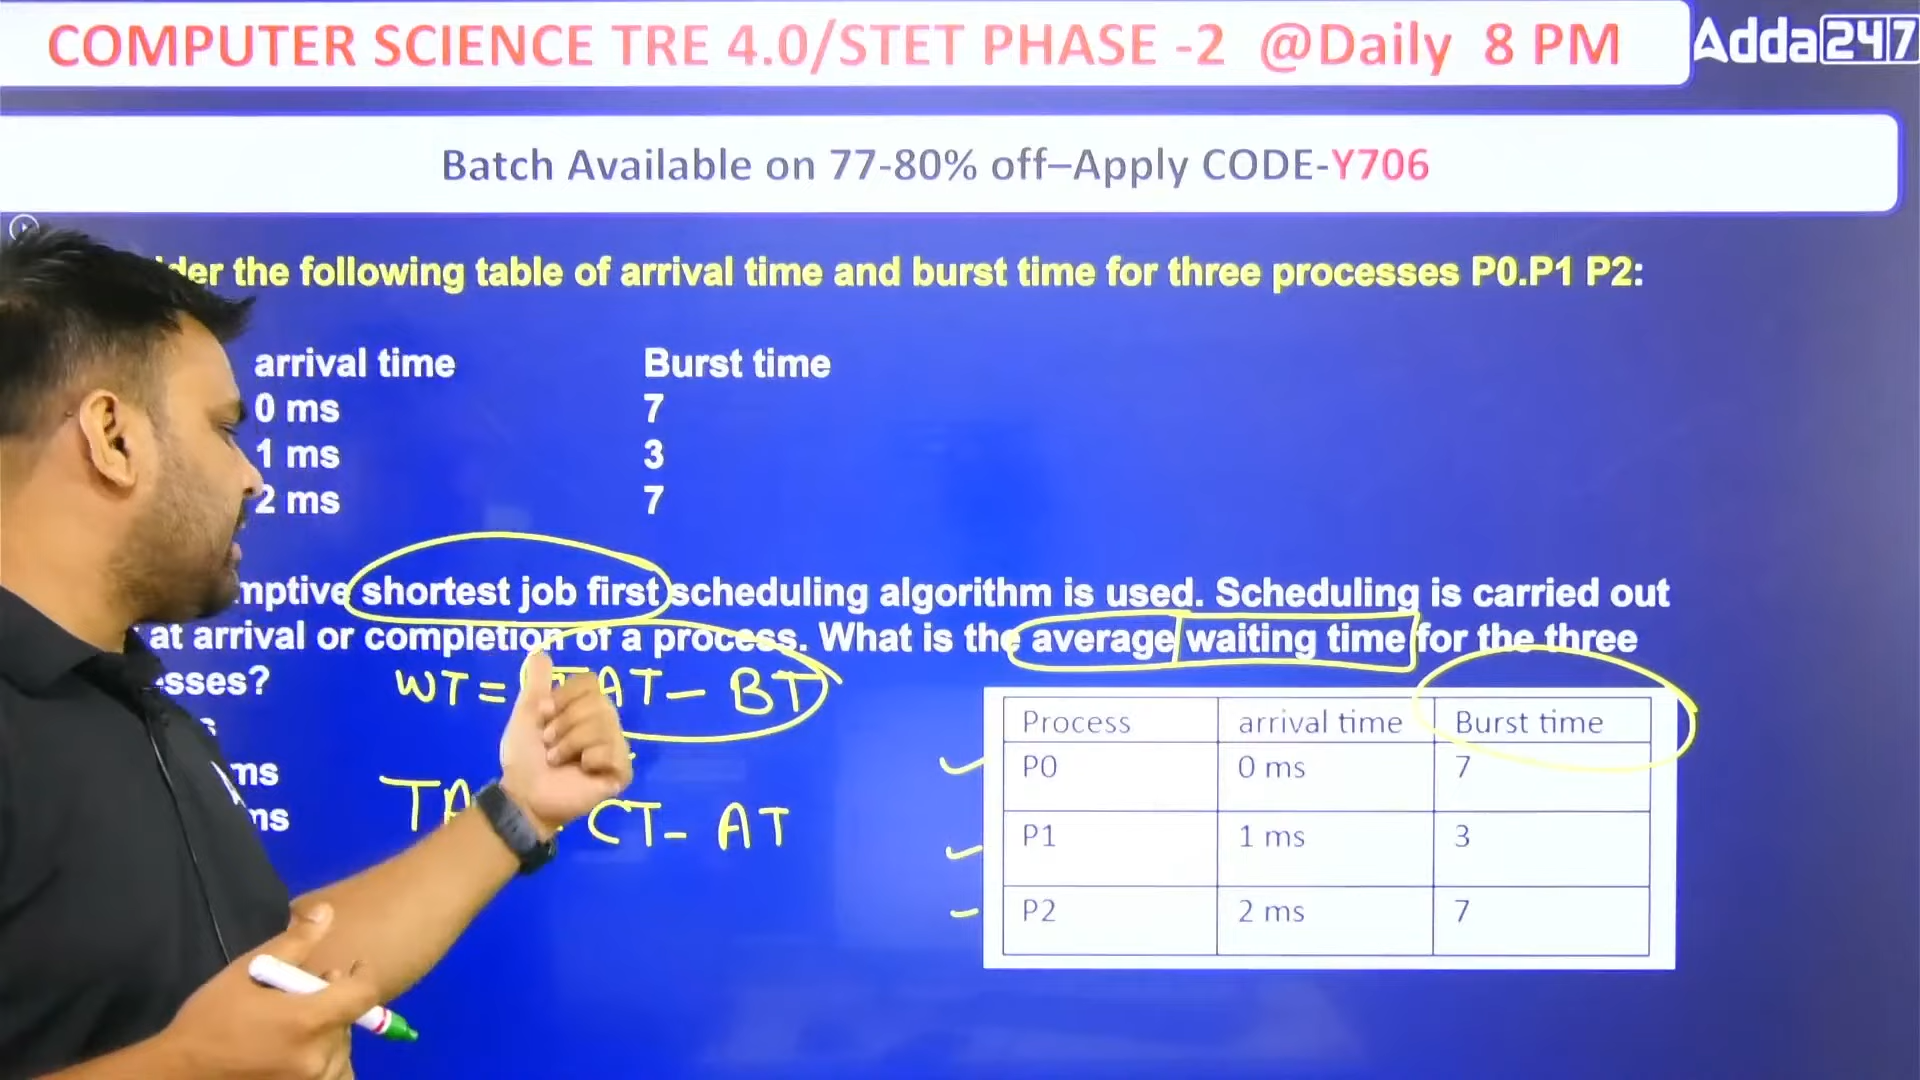 COMPUTER SCIENCE TRE 4.0/STET PHASE -2 @Daily 8 PM
Adda247
Batch Available on 77-80% off–Apply CODE-Y706
the following table of arrival time and burst time for three processes P0.P1 P2:
arrival time Burst time
0 ms 7
1 ms 3
2 ms 7
shortest job first scheduling algorithm is used. Scheduling is carried out
at arrival or completion of a process. What is the average waiting time for the three
WT = TAT - BT
ms
CT - AT
Process arrival time Burst time
P0 0 ms 7
P1 1 ms 3
P2 2 ms 7